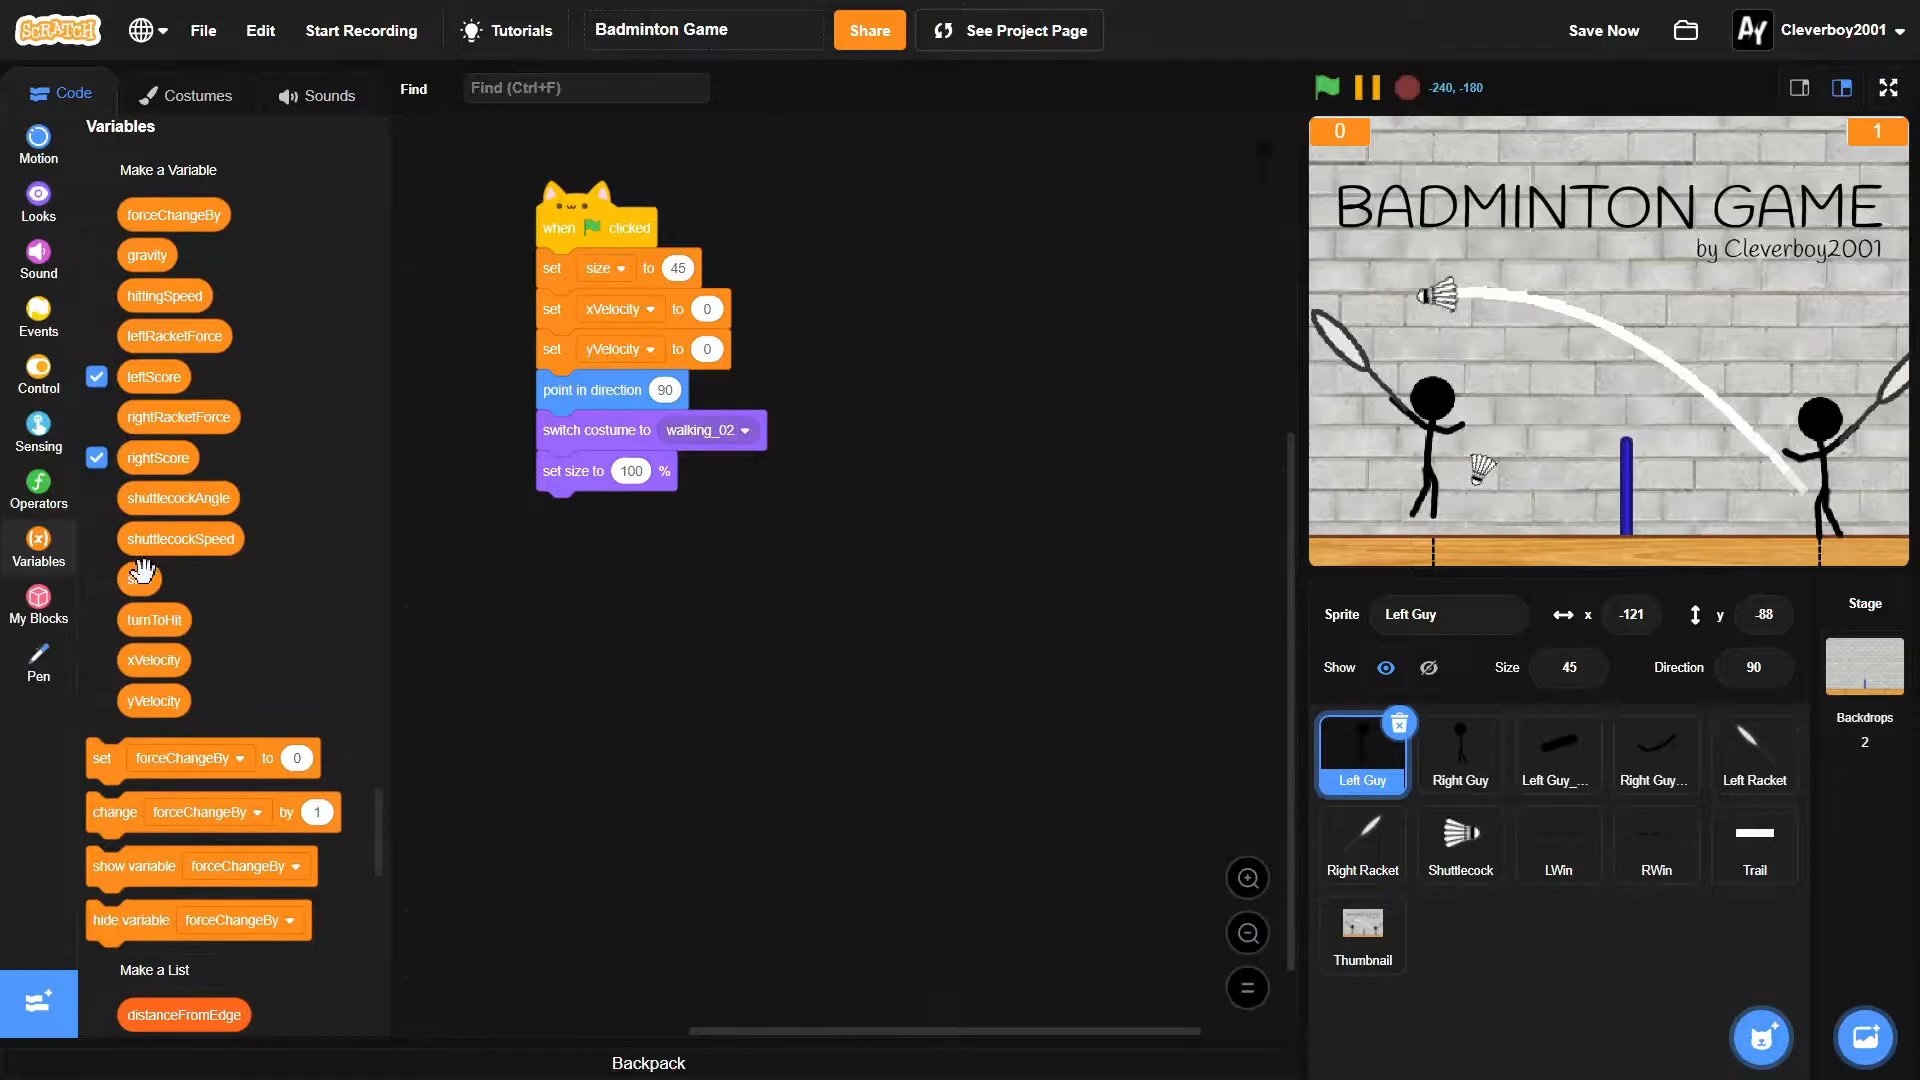 SCRATCH
File
Edit
Start Recording
Tutorials
Badminton Game
Share
See Project Page
Save Now
Ay
Cleverboy2001
Code
Costumes
Sounds
Find
Find (Ctrl+F)
-240, -180
Motion
Looks
Sound
Events
Control
Sensing
Operators
Variables
My Blocks
Pen
Variables
Make a Variable
forceChangeBy
gravity
hittingSpeed
leftRacketForce
leftScore
rightRacketForce
rightScore
shuttlecockAngle
shuttlecockSpeed
turnToHit
xVelocity
yVelocity
set forceChangeBy to 0
change forceChangeBy by 1
show variable forceChangeBy
hide variable forceChangeBy
Make a List
distanceFromEdge
when clicked
set size to 45
set xVelocity to 0
set yVelocity to 0
point in direction 90
switch costume to walking_02
set size to 100 %
Backpack
0
1
BADMINTON GAME
by Cleverboy2001
Sprite Left Guy x -121 y -88
Show Size 45 Direction 90
Left Guy
Right Guy
Left Guy_...
Right Guy...
Left Racket
Right Racket
Shuttlecock
LWin
RWin
Trail
Thumbnail
Stage
Backdrops
2